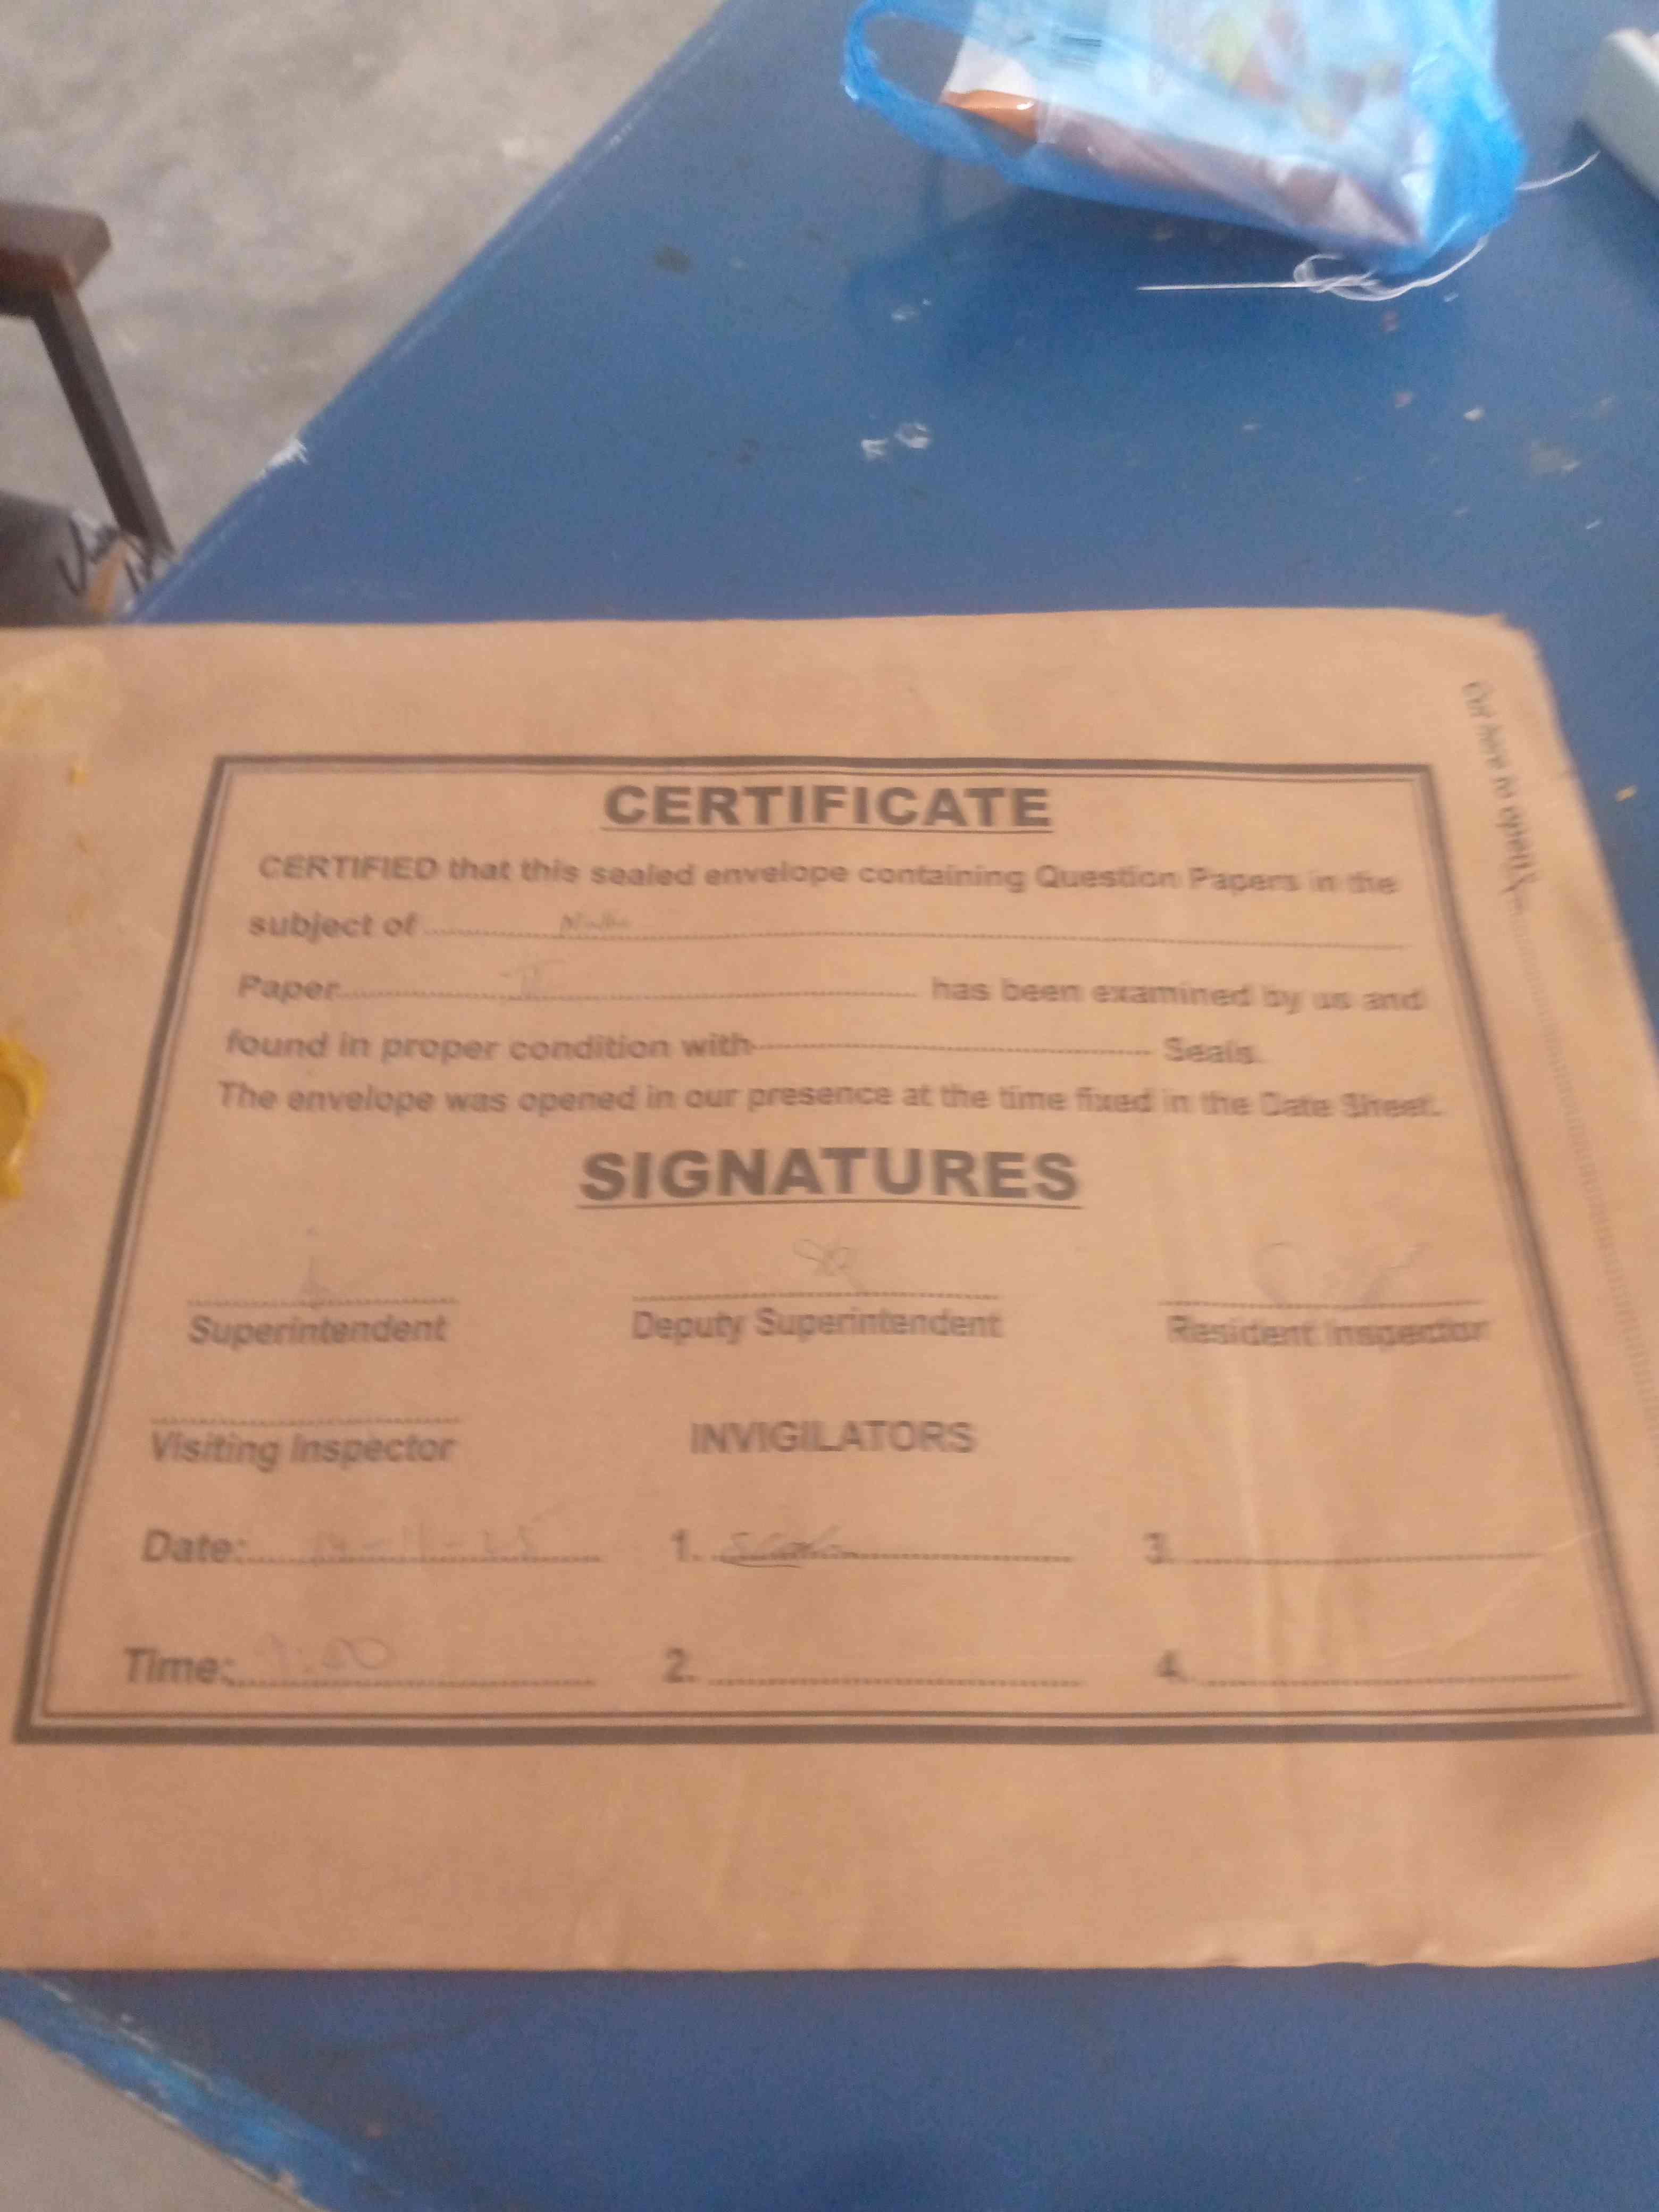 Cut here to open
CERTIFICATE
CERTIFIED that this sealed envelope containing Question Papers in the
subject of
Paper II has been examined by us and
found in proper condition with Seals.
The envelope was opened in our presence at the time fixed in the Date Sheet.
SIGNATURES
Superintendent Deputy Superintendent Resident Inspector
Visiting Inspector INVIGILATORS
Date: 1. 3.
Time: 2. 4.